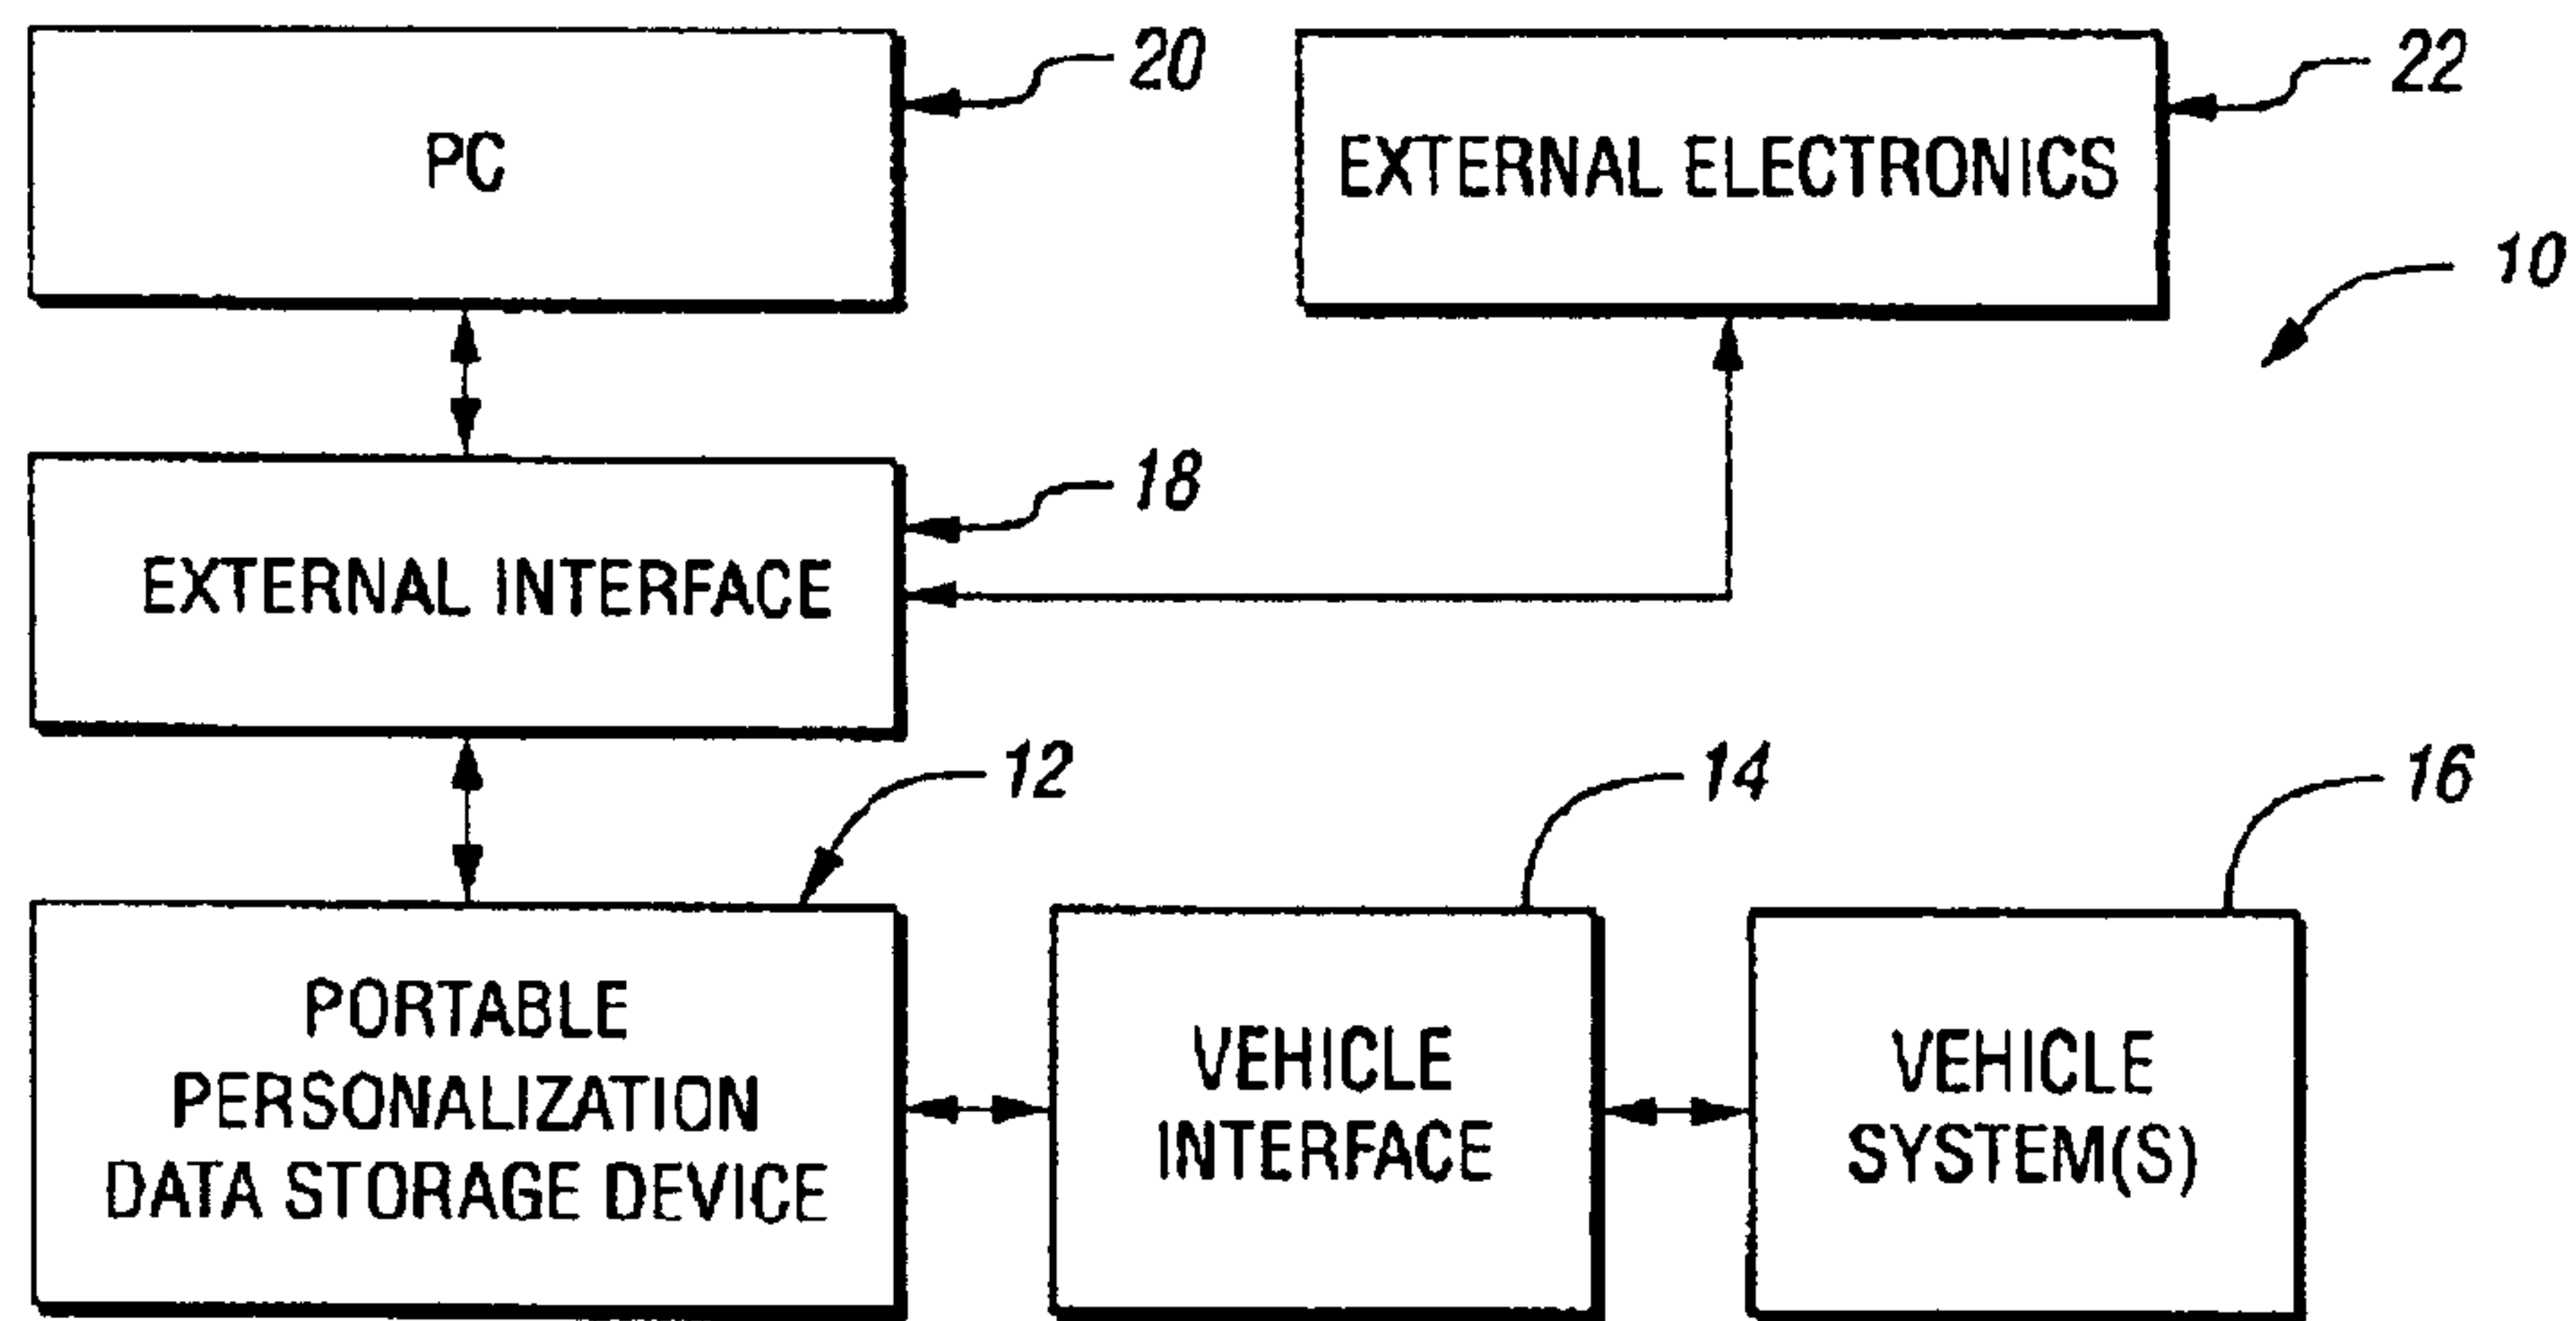 PC
20
EXTERNAL ELECTRONICS
22
10
EXTERNAL INTERFACE
18
PORTABLE
PERSONALIZATION
DATA STORAGE DEVICE
12
VEHICLE
INTERFACE
14
VEHICLE
SYSTEM(S)
16